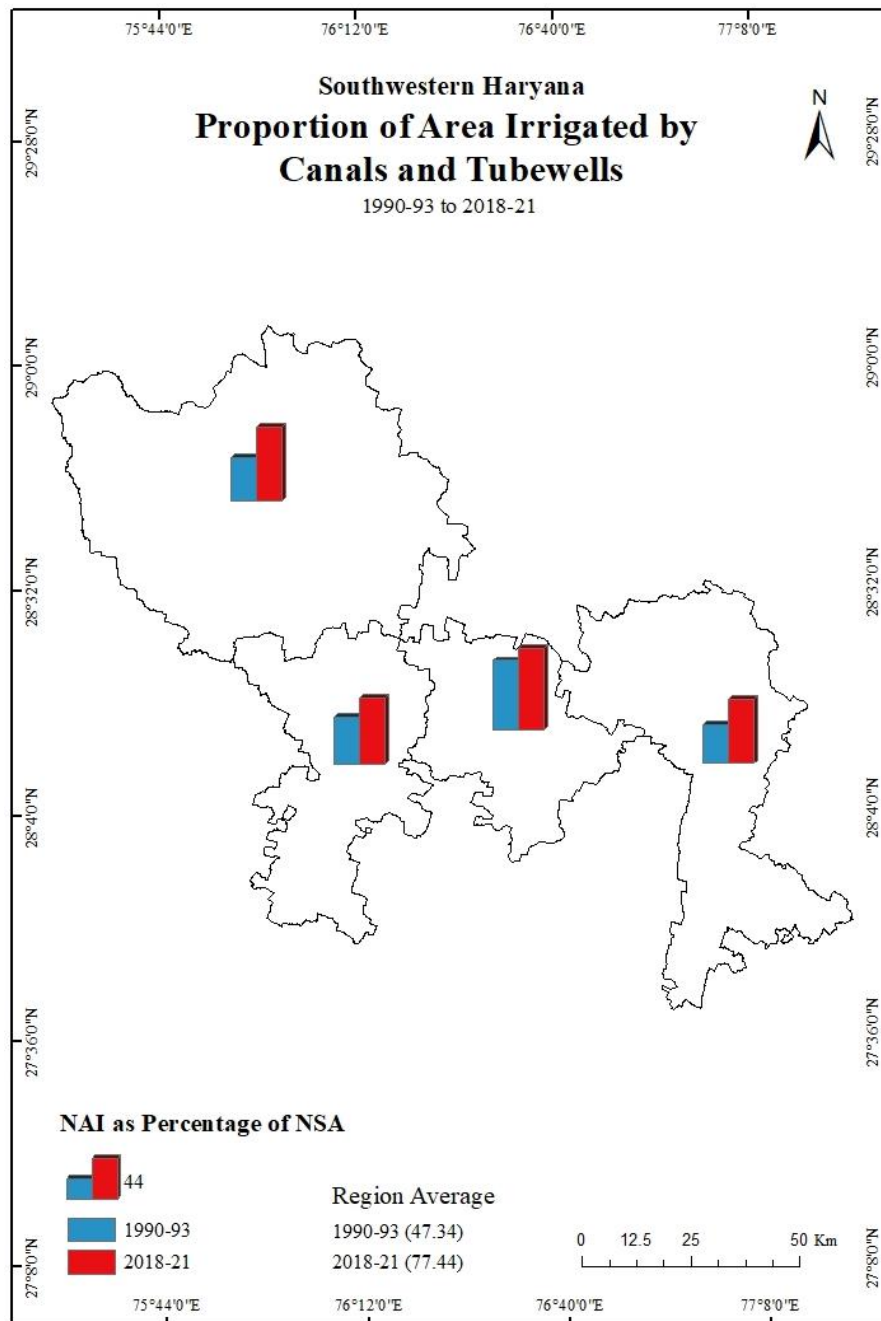 75°44'0"E 76°12'0"E 76°40'0"E 77°8'0"E
Southwestern Haryana
Proportion of Area Irrigated by
Canals and Tubewells
1990-93 to 2018-21
N
29°28'0"N 29°28'0"N
29°0'0"N 29°0'0"N
28°32'0"N 28°32'0"N
28°4'0"N 28°4'0"N
27°36'0"N 27°36'0"N
27°8'0"N 27°8'0"N
NAI as Percentage of NSA
44
1990-93
2018-21
Region Average
1990-93 (47.34)
2018-21 (77.44)
0 12.5 25 50 Km
75°44'0"E 76°12'0"E 76°40'0"E 77°8'0"E